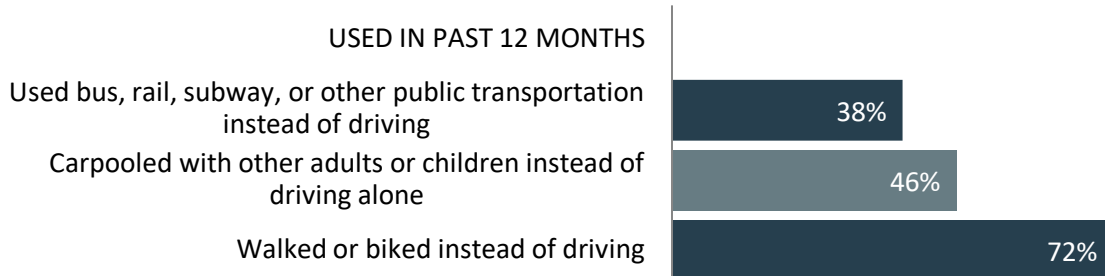 USED IN PAST 12 MONTHS
Used bus, rail, subway, or other public transportation
instead of driving
38%
Carpooled with other adults or children instead of
driving alone
46%
Walked or biked instead of driving
72%